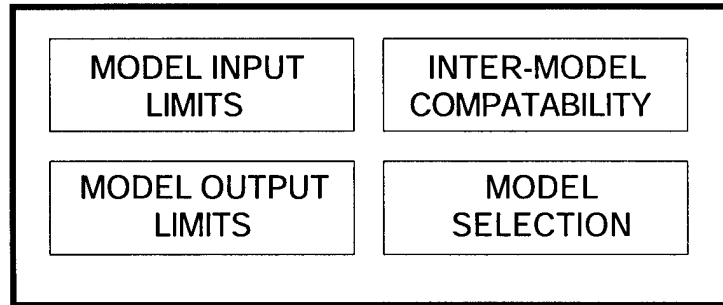 MODEL INPUT
LIMITS
INTER-MODEL
COMPATABILITY
MODEL OUTPUT
LIMITS
MODEL
SELECTION